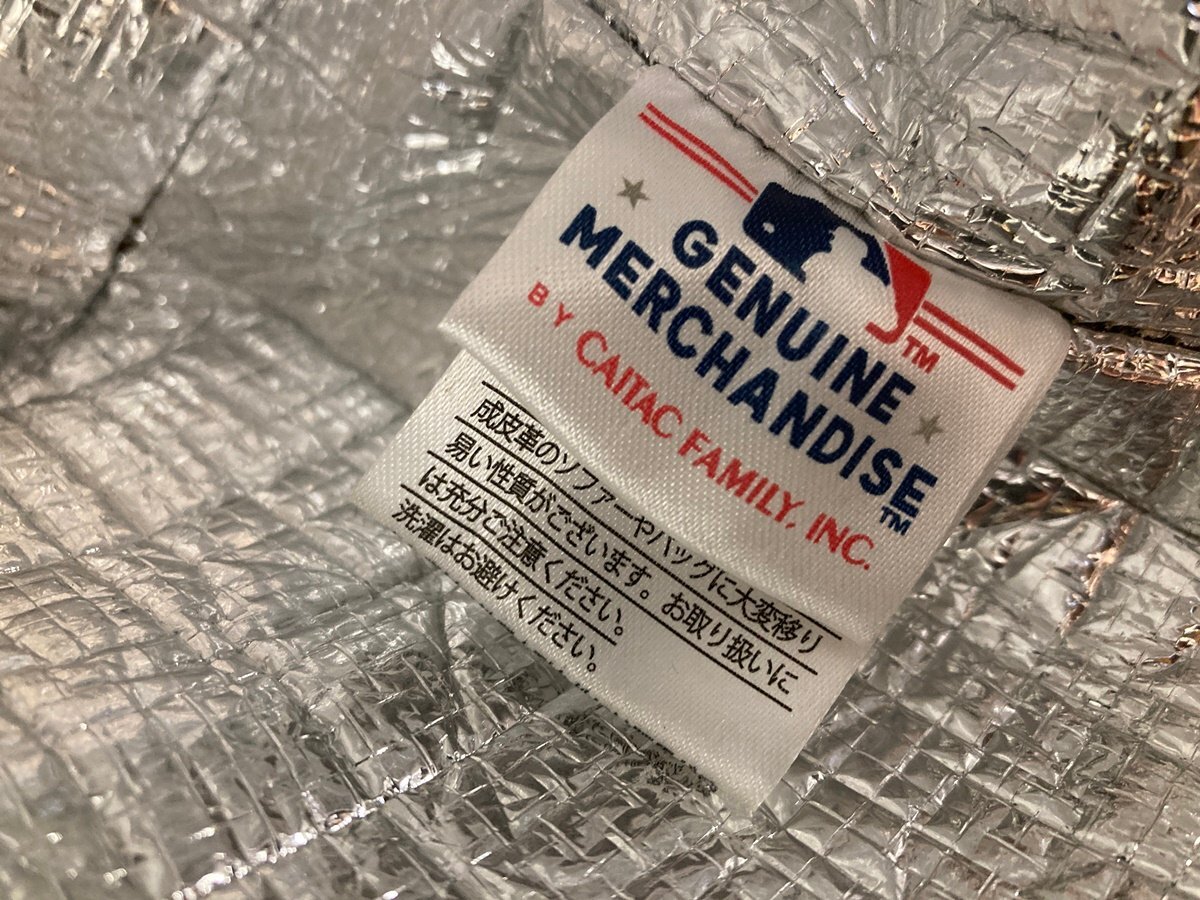 GENUINE
MERCHANDISE™
BY CAITAC FAMILY, INC.
成皮革のソファーやバッグに大変移り
易い性質がございます。お取り扱いに
は充分ご注意ください。
洗濯はお避けください。